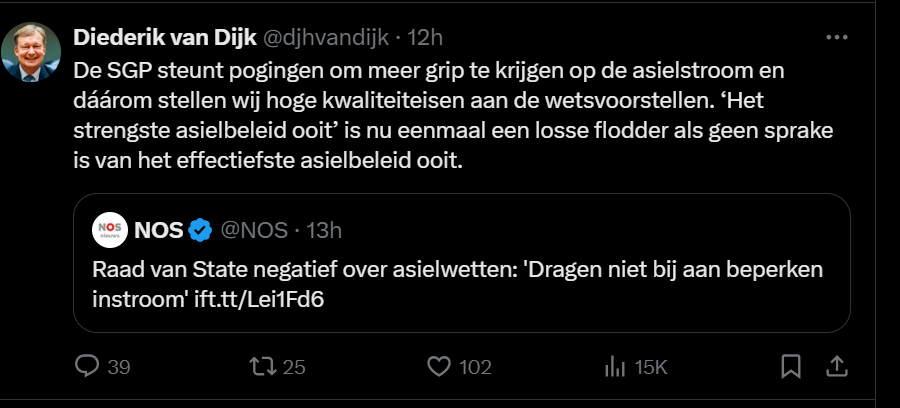 Diederik van Dijk @djhvandijk · 12h
De SGP steunt pogingen om meer grip te krijgen op de asielstroom en
dáárom stellen wij hoge kwaliteiteisen aan de wetsvoorstellen. ‘Het
strengste asielbeleid ooit’ is nu eenmaal een losse flodder als geen sprake
is van het effectiefste asielbeleid ooit.
NOS
nieuws
NOS @NOS · 13h
Raad van State negatief over asielwetten: 'Dragen niet bij aan beperken
instroom' ift.tt/Lei1Fd6
39 25 102 15K